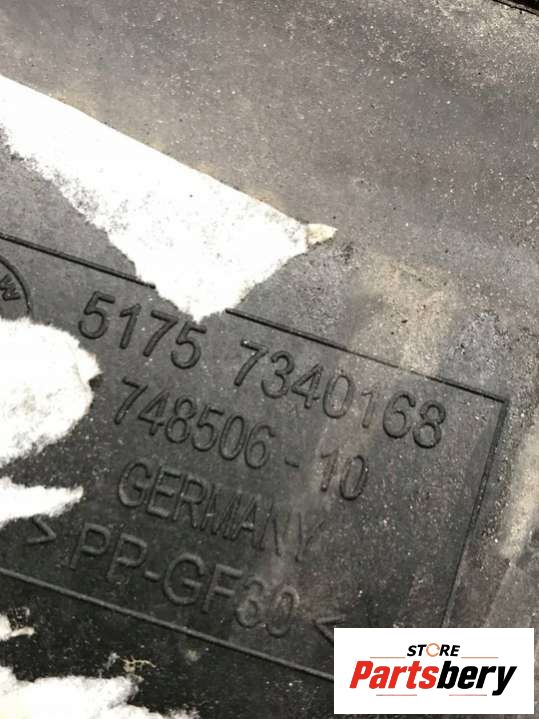 W
5175 7340168
748506-10
GERMANY
>PP-GF30<
STORE
Partsbery